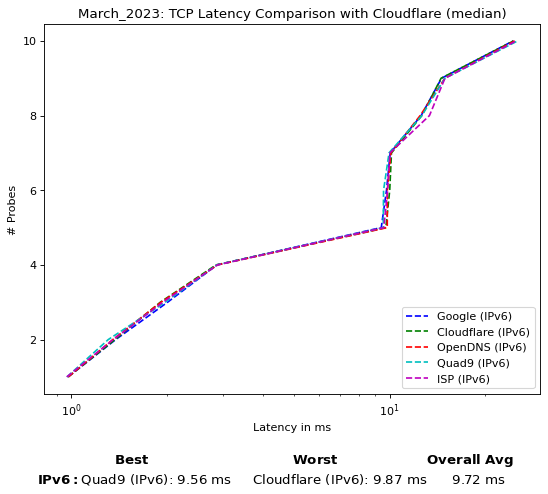 March_2023: TCP Latency Comparison with Cloudflare (median)
10
8
6
4
2
# Probes
Google (IPv6)
Cloudflare (IPv6)
OpenDNS (IPv6)
Quad9 (IPv6)
ISP (IPv6)
10⁰ 10¹
Latency in ms
Best Worst Overall Avg
IPv6: Quad9 (IPv6): 9.56 ms Cloudflare (IPv6): 9.87 ms 9.72 ms